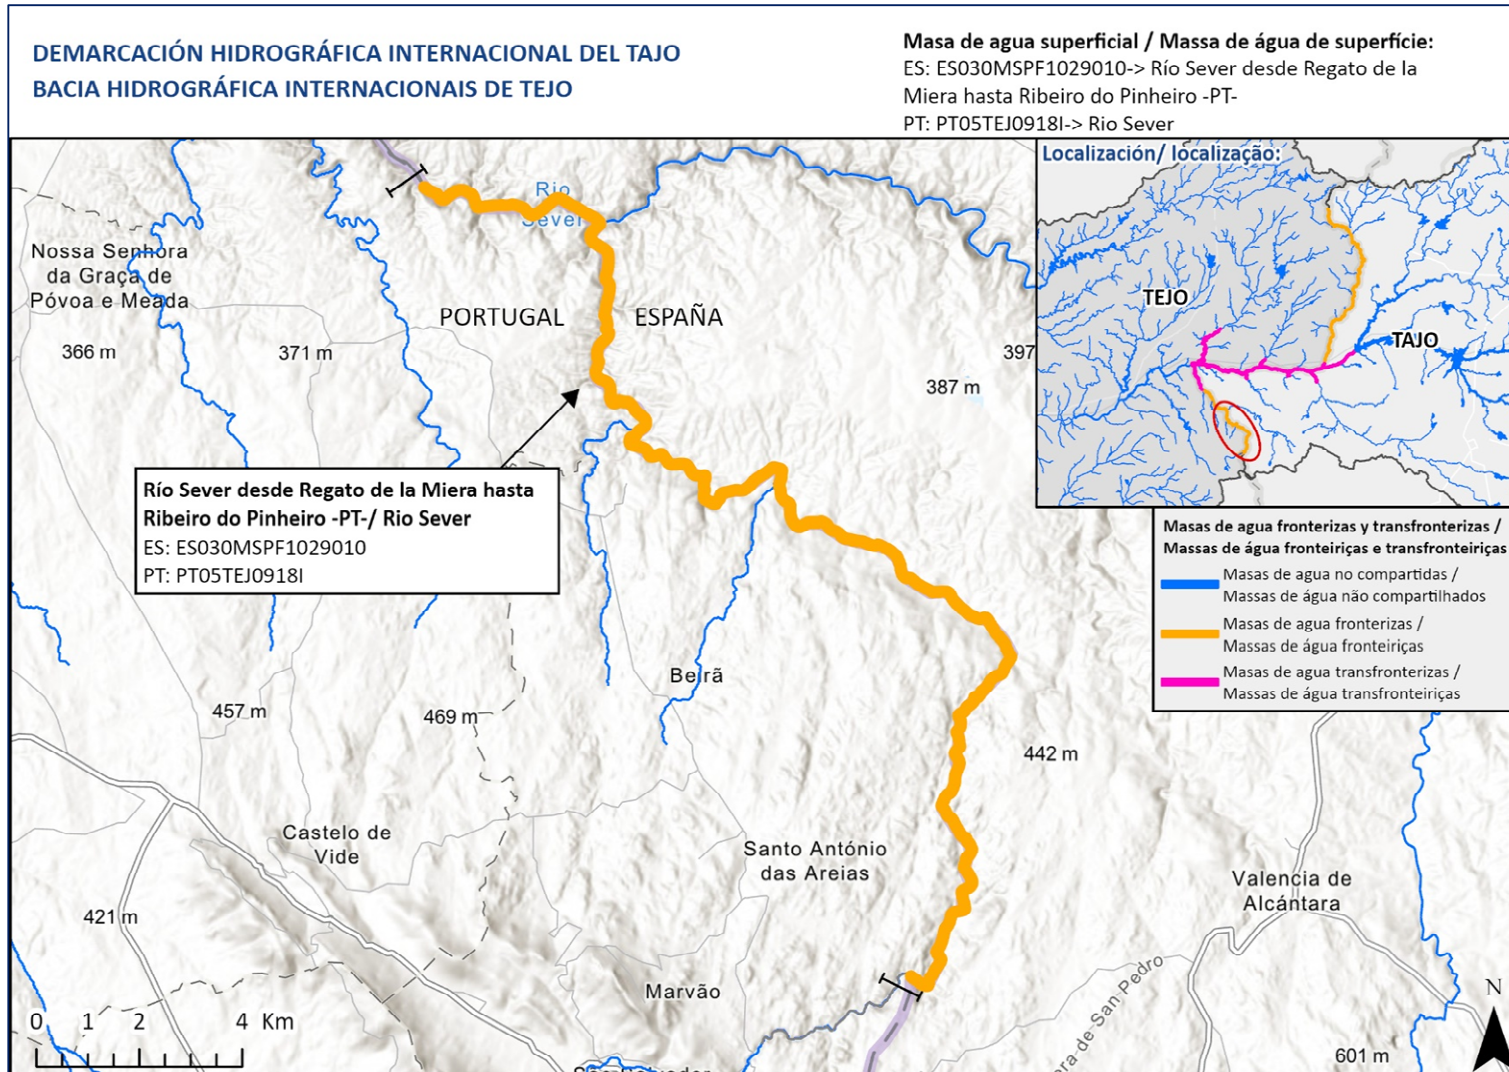 DEMARCACIÓN HIDROGRÁFICA INTERNACIONAL DEL TAJO
BACIA HIDROGRÁFICA INTERNACIONAIS DE TEJO
Masa de agua superficial / Massa de água de superfície:
ES: ES030MSPF1029010-> Río Sever desde Regato de la
Miera hasta Ribeiro do Pinheiro -PT-
PT: PT05TEJ0918I-> Rio Sever
Localización/ localização:
TEJO
TAJO
Rio
Sever
Nossa Senhora
da Graça de
Póvoa e Meada
PORTUGAL
ESPAÑA
366 m
371 m
397
387 m
Río Sever desde Regato de la Miera hasta
Ribeiro do Pinheiro -PT-/ Rio Sever
ES: ES030MSPF1029010
PT: PT05TEJ0918I
Masas de agua fronterizas y transfronterizas /
Massas de água fronteiriças e transfronteiriças
Masas de agua no compartidas /
Massas de água não compartilhados
Masas de agua fronterizas /
Massas de água fronteiriças
Masas de agua transfronterizas /
Massas de água transfronteiriças
Beirã
457 m
469 m
442 m
Castelo de
Vide
Santo António
das Areias
Valencia de
Alcántara
421 m
Marvão
era de San Pedro
N
0 1 2 4 Km
601 m